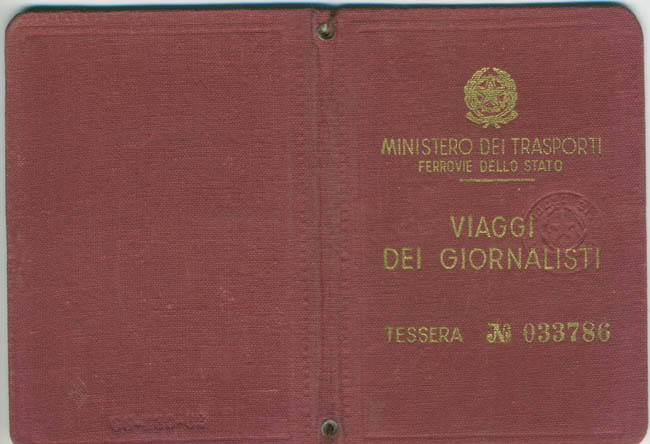 MINISTERO DEI TRASPORTI
FERROVIE DELLO STATO
VIAGGI
DEI GIORNALISTI
TESSERA № 033786